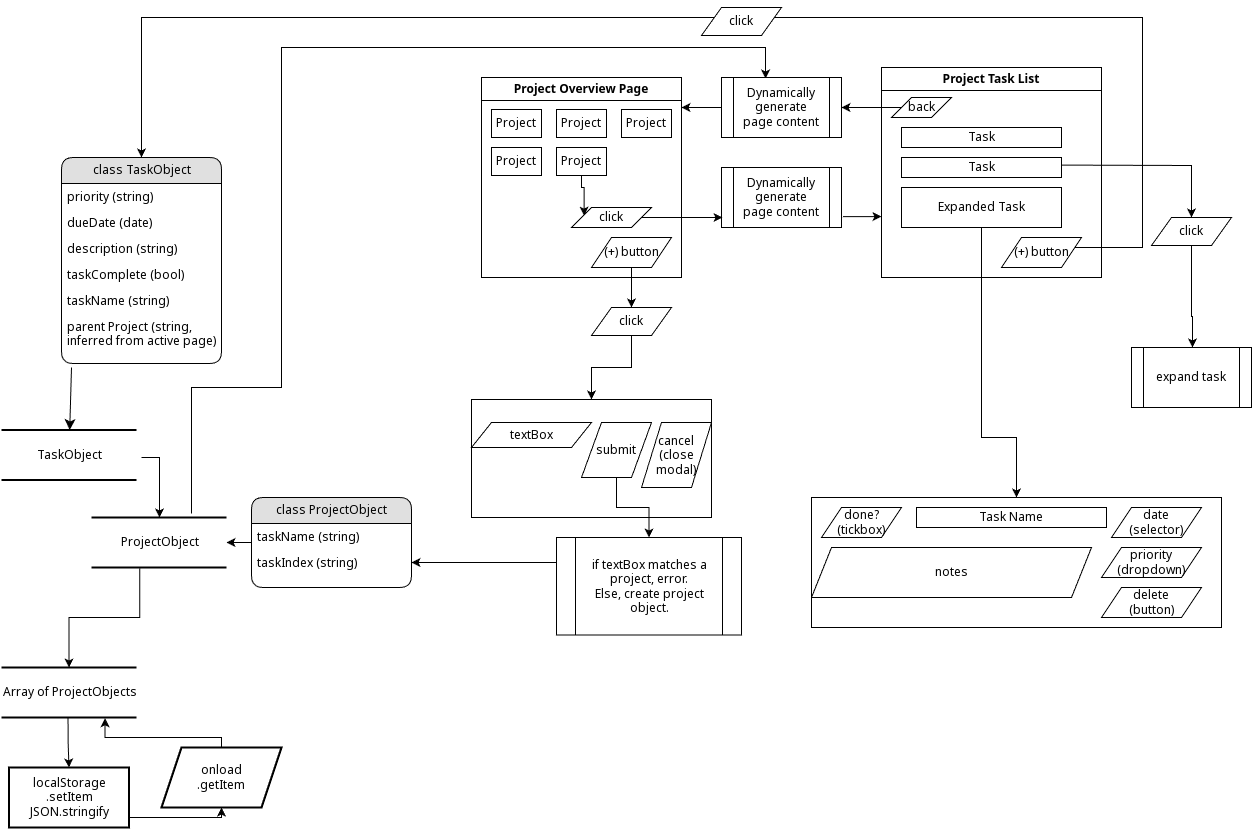 click
Project Overview Page
Project
Project
Project
Project
Project
click
(+) button
Dynamically
generate
page content
Dynamically
generate
page content
Project Task List
back
Task
Task
Expanded Task
(+) button
click
expand task
class TaskObject
priority (string)
dueDate (date)
description (string)
taskComplete (bool)
taskName (string)
parent Project (string,
inferred from active page)
click
textBox
submit
cancel
(close
modal)
TaskObject
ProjectObject
class ProjectObject
taskName (string)
taskIndex (string)
if textBox matches a
project, error.
Else, create project
object.
done?
(tickbox)
Task Name
date
(selector)
notes
priority
(dropdown)
delete
(button)
Array of ProjectObjects
localStorage
.setItem
JSON.stringify
onload
.getItem